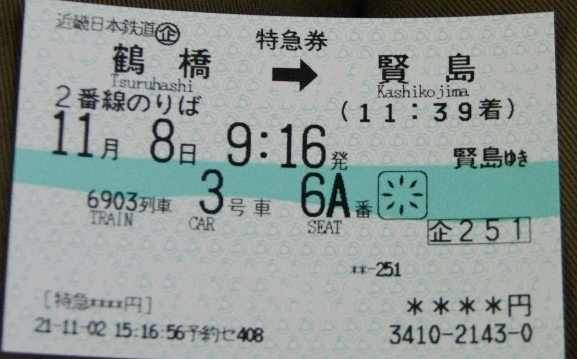 近畿日本鉄道企
特急券
鶴橋 → 賢島
Tsuruhashi Kashikojima
2番線のりば (11:39着)
11月 8日 9:16発 賢島ゆき
6903列車 3号車 6A番
TRAIN CAR SEAT
企251
**-251
[特急****円] ****円
21-11-02 15:16:56予約セ408 3410-2143-0